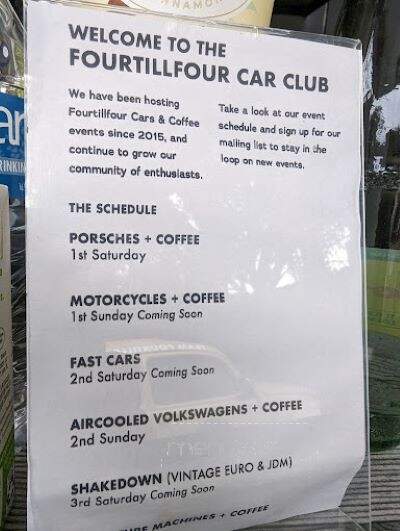 WELCOME TO THE
FOURTILLFOUR CAR CLUB
We have been hosting
Fourtillfour Cars & Coffee
events since 2015, and
continue to grow our
community of enthusiasts.
Take a look at our event
schedule and sign up for our
mailing list to stay in the
loop on new events.
THE SCHEDULE
PORSCHES + COFFEE
1st Saturday
MOTORCYCLES + COFFEE
1st Sunday Coming Soon
FAST CARS
2nd Saturday Coming Soon
AIRCOOLED VOLKSWAGENS + COFFEE
2nd Sunday
SHAKEDOWN (VINTAGE EURO & JDM)
3rd Saturday Coming Soon
MACHINES + COFFEE